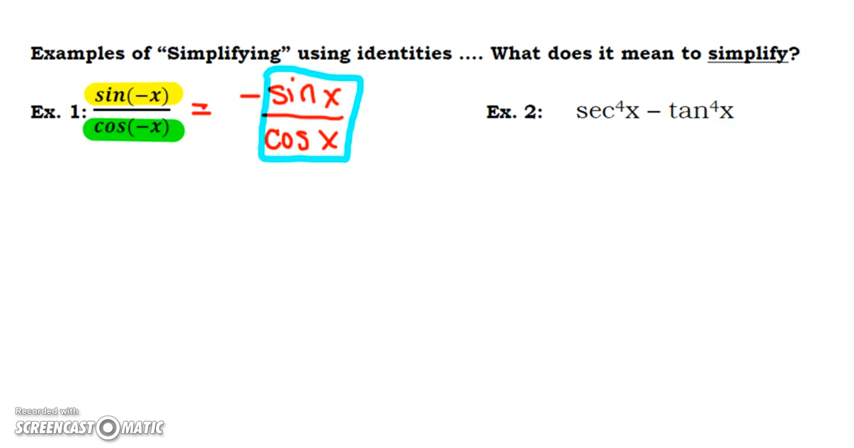 Examples of “Simplifying” using identities .... What does it mean to simplify?
Ex. 1: sin(−x)/cos(−x) = − sin x/cos x
Ex. 2: sec⁴x − tan⁴x
Recorded with
SCREENCAST O MATIC